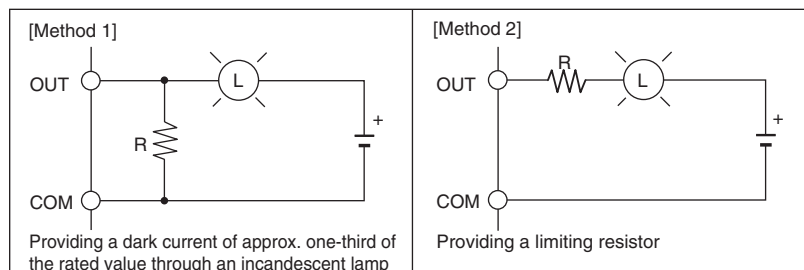 [Method 1]
OUT
L
R
+
COM
Providing a dark current of approx. one-third of
the rated value through an incandescent lamp
[Method 2]
OUT
R
L
+
COM
Providing a limiting resistor